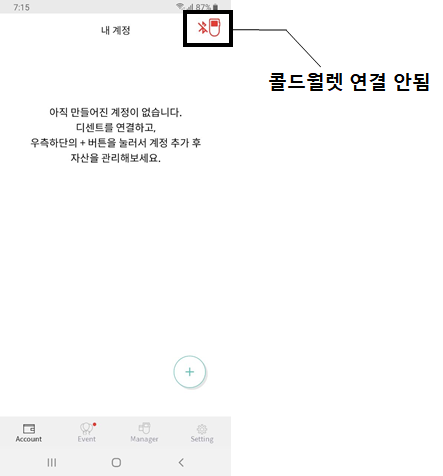 7:15
87%
내 계정
콜드월렛 연결 안됨
아직 만들어진 계정이 없습니다.
디센트를 연결하고,
우측하단의 + 버튼을 눌러서 계정 추가 후
자산을 관리해보세요.
+
Account
Event
Manager
Setting